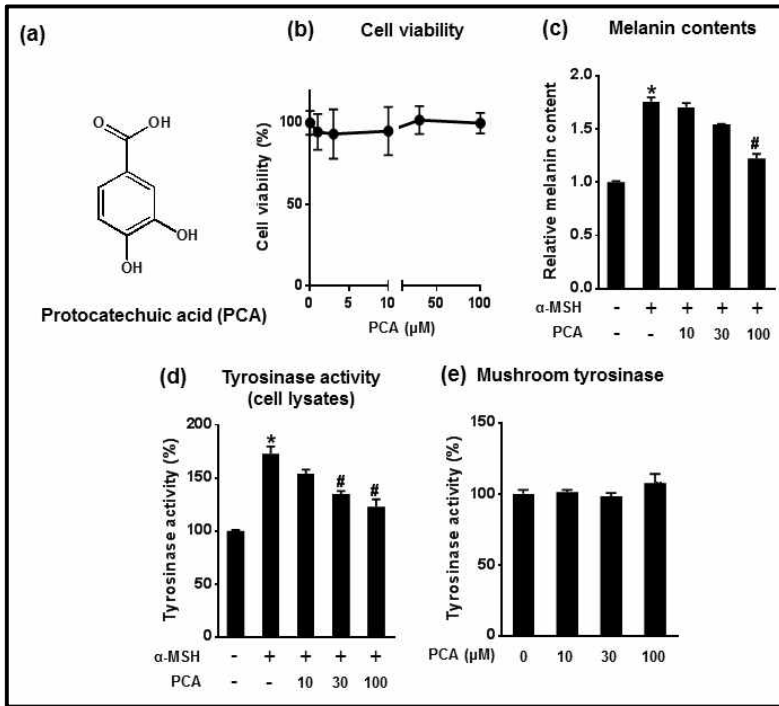 (a)
O
OH
OH
OH
Protocatechuic acid (PCA)
(b)
Cell viability
Cell viability (%)
100
50
0
0 5 10 50 100
PCA (µM)
(c)
Melanin contents
Relative melanin content
2.0
1.5
1.0
0.5
0.0
*
#
α-MSH - + + + +
PCA - - 10 30 100
(d)
Tyrosinase activity
(cell lysates)
Tyrosinase activity (%)
200
150
100
50
0
*
# #
α-MSH - + + + +
PCA - - 10 30 100
(e)
Mushroom tyrosinase
Tyrosinase activity (%)
150
100
50
0
PCA (µM) 0 10 30 100